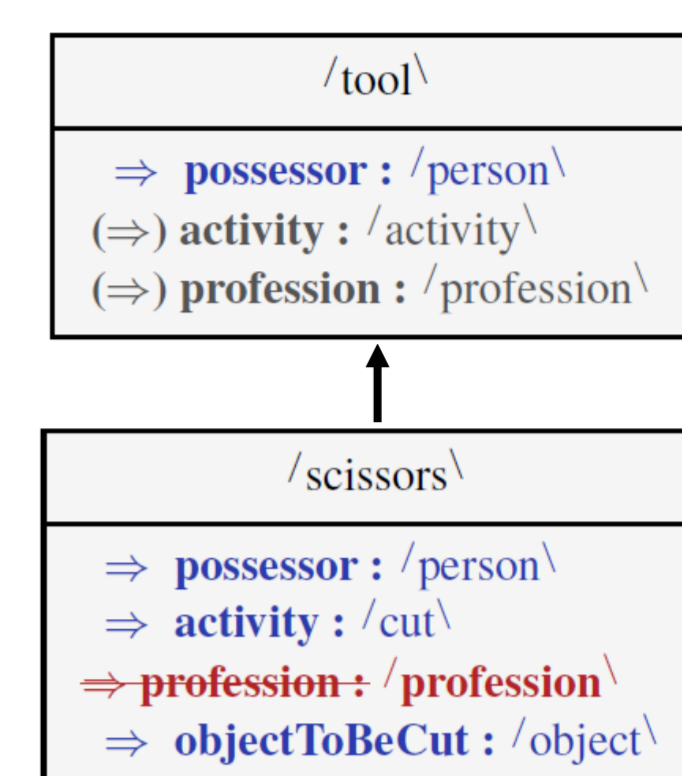 /tool\
⇒ possessor : /person\
(⇒) activity : /activity\
(⇒) profession : /profession\
/scissors\
⇒ possessor : /person\
⇒ activity : /cut\
⇒ profession : /profession\
⇒ objectToBeCut : /object\